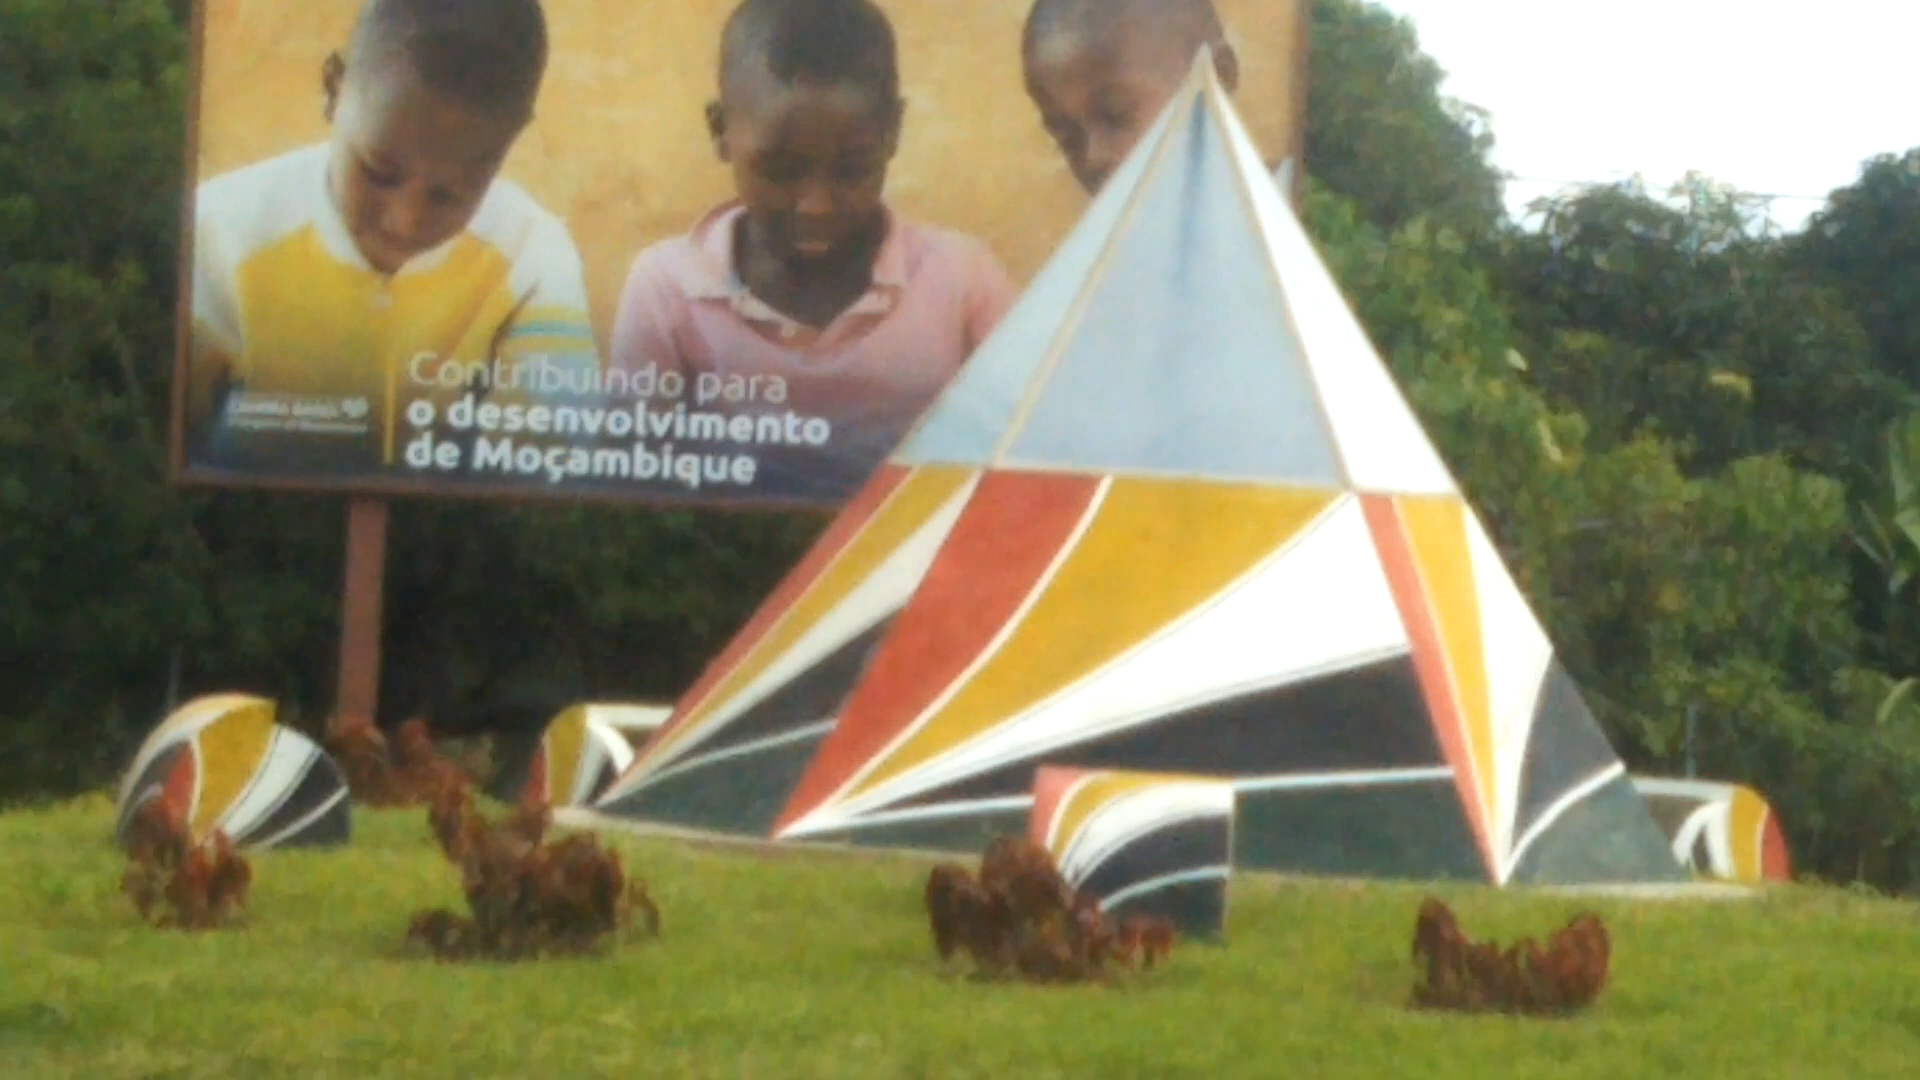 Contribuindo para
o desenvolvimento
de Moçambique